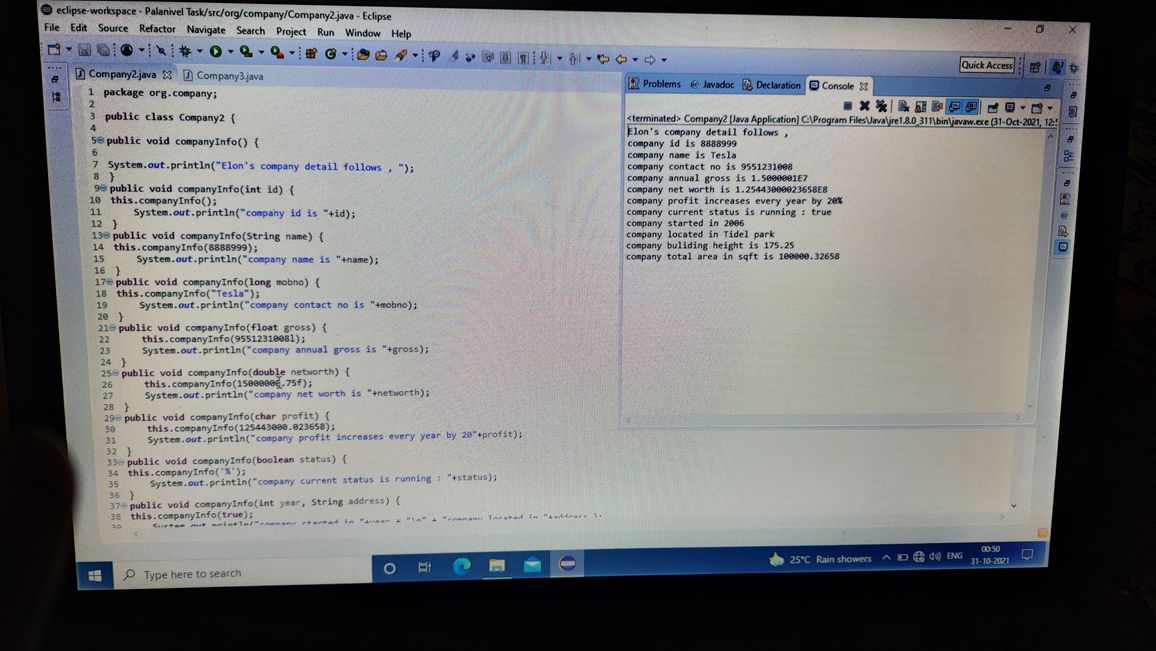 eclipse-workspace - Palanivel Task/src/org/company/Company2.java - Eclipse
File Edit Source Refactor Navigate Search Project Run Window Help
Quick Access
Company2.java Company3.java
1 package org.company;
2
3 public class Company2 {
4
5 public void companyInfo() {
6
7 System.out.println("Elon's company detail follows , ");
8 }
9 public void companyInfo(int id) {
10 this.companyInfo();
11 System.out.println("company id is "+id);
12 }
13 public void companyInfo(String name) {
14 this.companyInfo(8888999);
15 System.out.println("company name is "+name);
16 }
17 public void companyInfo(long mobno) {
18 this.companyInfo("Tesla");
19 System.out.println("company contact no is "+mobno);
20 }
21 public void companyInfo(float gross) {
22 this.companyInfo(9551231008l);
23 System.out.println("company annual gross is "+gross);
24 }
25 public void companyInfo(double networth) {
26 this.companyInfo(15000000.75f);
27 System.out.println("company net worth is "+networth);
28 }
29 public void companyInfo(char profit) {
30 this.companyInfo(125443000.023658);
31 System.out.println("company profit increases every year by 20"+profit);
32 }
33 public void companyInfo(boolean status) {
34 this.companyInfo('%');
35 System.out.println("company current status is running : "+status);
36 }
37 public void companyInfo(int year, String address) {
38 this.companyInfo(true);
39 System.out.println("company started in "+year + "\n" + "company located in "+address );
Problems Javadoc Declaration Console
<terminated> Company2 [Java Application] C:\Program Files\Java\jre1.8.0_311\bin\javaw.exe (31-Oct-2021, 12:
Elon's company detail follows ,
company id is 8888999
company name is Tesla
company contact no is 9551231008
company annual gross is 1.5000001E7
company net worth is 1.25443000023658E8
company profit increases every year by 20%
company current status is running : true
company started in 2006
company located in Tidel park
company buliding height is 175.25
company total area in sqft is 100000.32658
Type here to search
25°C Rain showers
ENG
00:50
31-10-2021